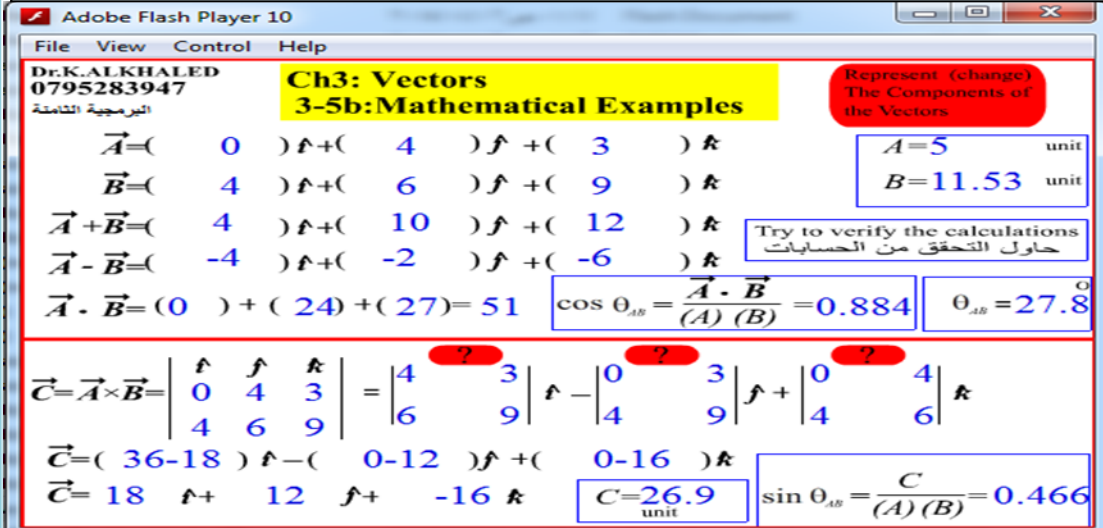 Adobe Flash Player 10
File View Control Help
Dr.K.ALKHALED
0795283947
البرمجية الثامنة
Ch3: Vectors
3-5b:Mathematical Examples
Represent (change)
The Components of
the Vectors
A⃗=( 0 ) î+( 4 ) ĵ +( 3 ) k̂
B⃗=( 4 ) î+( 6 ) ĵ +( 9 ) k̂
A⃗+B⃗=( 4 ) î+( 10 ) ĵ +( 12 ) k̂
A⃗ - B⃗=( -4 ) î+( -2 ) ĵ +( -6 ) k̂
A=5 unit
B=11.53 unit
Try to verify the calculations
حاول التحقق من الحسابات
A⃗ . B⃗= (0 ) + ( 24) +( 27)= 51
cos θAB = A⃗ . B⃗ / (A) (B) =0.884
θAB =27.8 o
? ? ?
C⃗=A⃗×B⃗= | î ĵ k̂ | 0 4 3 | 4 6 9 | = |4 3| |6 9| î − |0 3| |4 9| ĵ + |0 4| |4 6| k̂
C⃗=( 36-18 ) î −( 0-12 ) ĵ +( 0-16 ) k̂
C⃗= 18 î+ 12 ĵ+ -16 k̂
C=26.9
unit
sin θAB = C / (A) (B) = 0.466